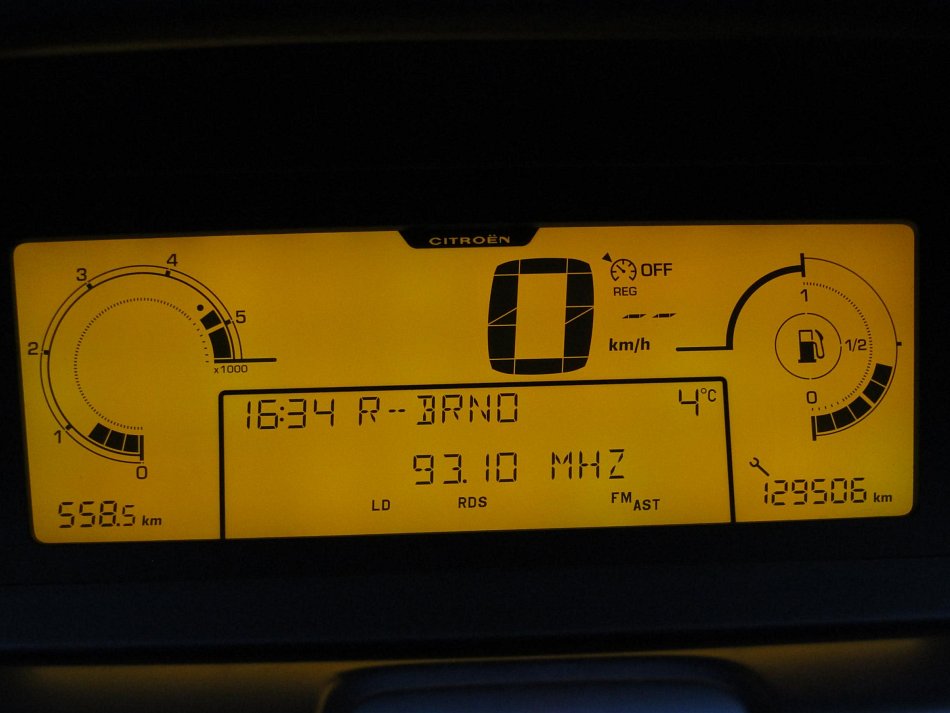 CITROËN
4
3
5
2
x1000
1
0
0
OFF
REG
-- --
km/h
1
1/2
0
16:34 R--BRNO 4°C
93.10 MHZ
LD RDS FM AST
558.5 km
129506 km